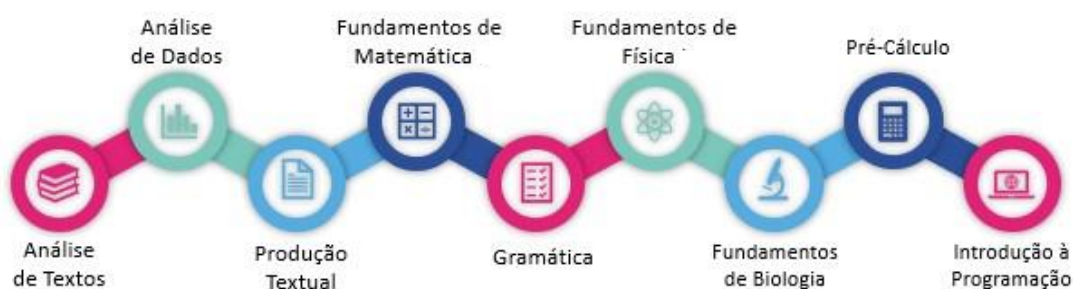 Análise
de Dados
Fundamentos de
Matemática
Fundamentos de
Física
Pré-Cálculo
Análise
de Textos
Produção
Textual
Gramática
Fundamentos
de Biologia
Introdução à
Programação